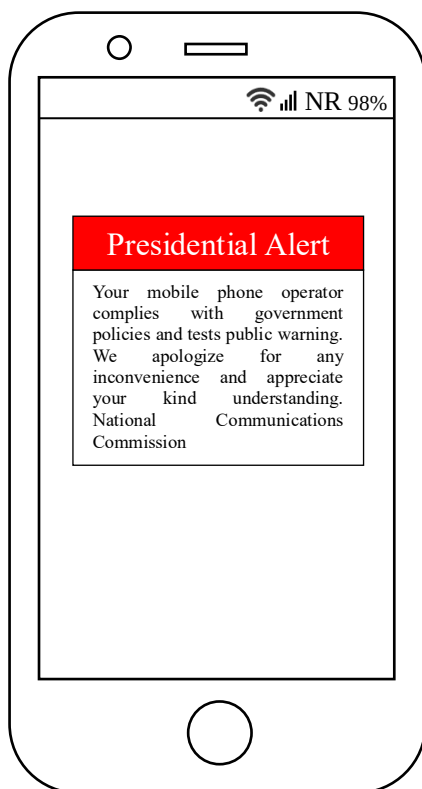 NR 98%
Presidential Alert
Your mobile phone operator
complies with government
policies and tests public warning.
We apologize for any
inconvenience and appreciate
your kind understanding.
National Communications
Commission